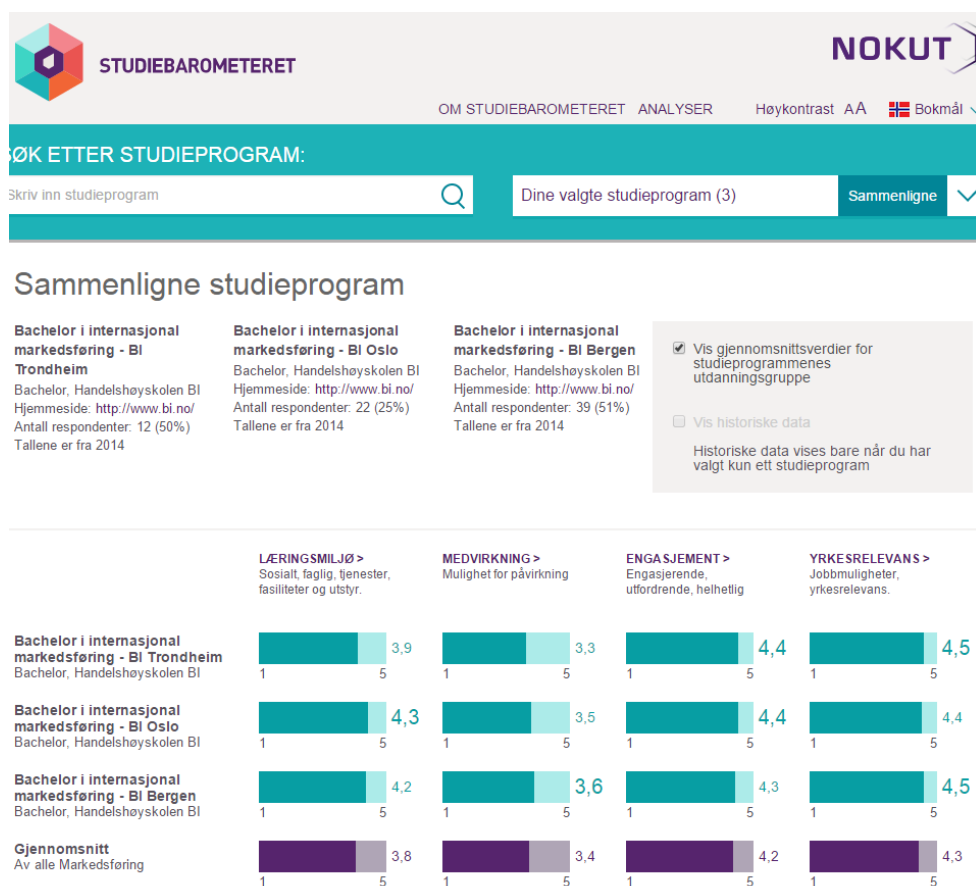 STUDIEBAROMETERET
NOKUT
OM STUDIEBAROMETERET ANALYSER Høykontrast A A Bokmål
SØK ETTER STUDIEPROGRAM:
Skriv inn studieprogram
Dine valgte studieprogram (3)
Sammenligne
Sammenligne studieprogram
Bachelor i internasjonal
markedsføring - BI
Trondheim
Bachelor, Handelshøyskolen BI
Hjemmeside: http://www.bi.no/
Antall respondenter: 12 (50%)
Tallene er fra 2014
Bachelor i internasjonal
markedsføring - BI Oslo
Bachelor, Handelshøyskolen BI
Hjemmeside: http://www.bi.no/
Antall respondenter: 22 (25%)
Tallene er fra 2014
Bachelor i internasjonal
markedsføring - BI Bergen
Bachelor, Handelshøyskolen BI
Hjemmeside: http://www.bi.no/
Antall respondenter: 39 (51%)
Tallene er fra 2014
Vis gjennomsnittsverdier for
studieprogrammenes
utdanningsgruppe
Vis historiske data
Historiske data vises bare når du har
valgt kun ett studieprogram
LÆRINGSMILJØ >
Sosialt, faglig, tjenester,
fasiliteter og utstyr.
MEDVIRKNING >
Mulighet for påvirkning
ENGASJEMENT >
Engasjerende,
utfordrende, helhetlig
YRKESRELEVANS >
Jobbmuligheter,
yrkesrelevans.
Bachelor i internasjonal
markedsføring - BI Trondheim
Bachelor, Handelshøyskolen BI
3,9 3,3 4,4 4,5
1 5 1 5 1 5 1 5
Bachelor i internasjonal
markedsføring - BI Oslo
Bachelor, Handelshøyskolen BI
4,3 3,5 4,4 4,4
1 5 1 5 1 5 1 5
Bachelor i internasjonal
markedsføring - BI Bergen
Bachelor, Handelshøyskolen BI
4,2 3,6 4,3 4,5
1 5 1 5 1 5 1 5
Gjennomsnitt
Av alle Markedsføring
3,8 3,4 4,2 4,3
1 5 1 5 1 5 1 5